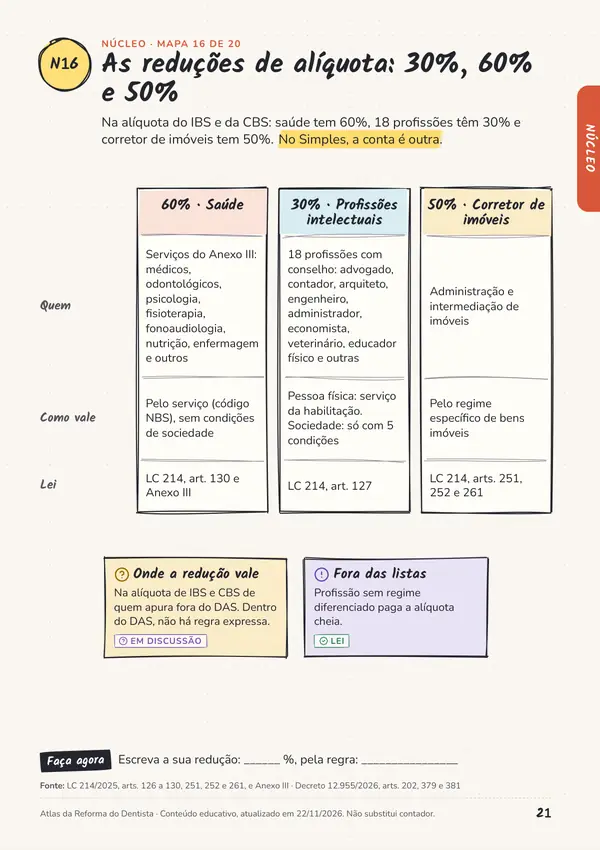 N16
NÚCLEO · MAPA 16 DE 20
As reduções de alíquota: 30%, 60%
e 50%
Na alíquota do IBS e da CBS: saúde tem 60%, 18 profissões têm 30% e
corretor de imóveis tem 50%. No Simples, a conta é outra.
NÚCLEO
60% · Saúde
30% · Profissões
intelectuais
50% · Corretor de
imóveis
Quem
Serviços do Anexo III:
médicos,
odontológicos,
psicologia,
fisioterapia,
fonoaudiologia,
nutrição, enfermagem
e outros
18 profissões com
conselho: advogado,
contador, arquiteto,
engenheiro,
administrador,
economista,
veterinário, educador
físico e outras
Administração e
intermediação de
imóveis
Como vale
Pelo serviço (código
NBS), sem condições
de sociedade
Pessoa física: serviço
da habilitação.
Sociedade: só com 5
condições
Pelo regime
específico de bens
imóveis
Lei
LC 214, art. 130 e
Anexo III
LC 214, art. 127
LC 214, arts. 251,
252 e 261
Onde a redução vale
Na alíquota de IBS e CBS de
quem apura fora do DAS. Dentro
do DAS, não há regra expressa.
EM DISCUSSÃO
Fora das listas
Profissão sem regime
diferenciado paga a alíquota
cheia.
LEI
Faça agora Escreva a sua redução: ______ %, pela regra: ________________
Fonte: LC 214/2025, arts. 126 a 130, 251, 252 e 261, e Anexo III · Decreto 12.955/2026, arts. 202, 379 e 381
Atlas da Reforma do Dentista · Conteúdo educativo, atualizado em 22/11/2026. Não substitui contador.
21